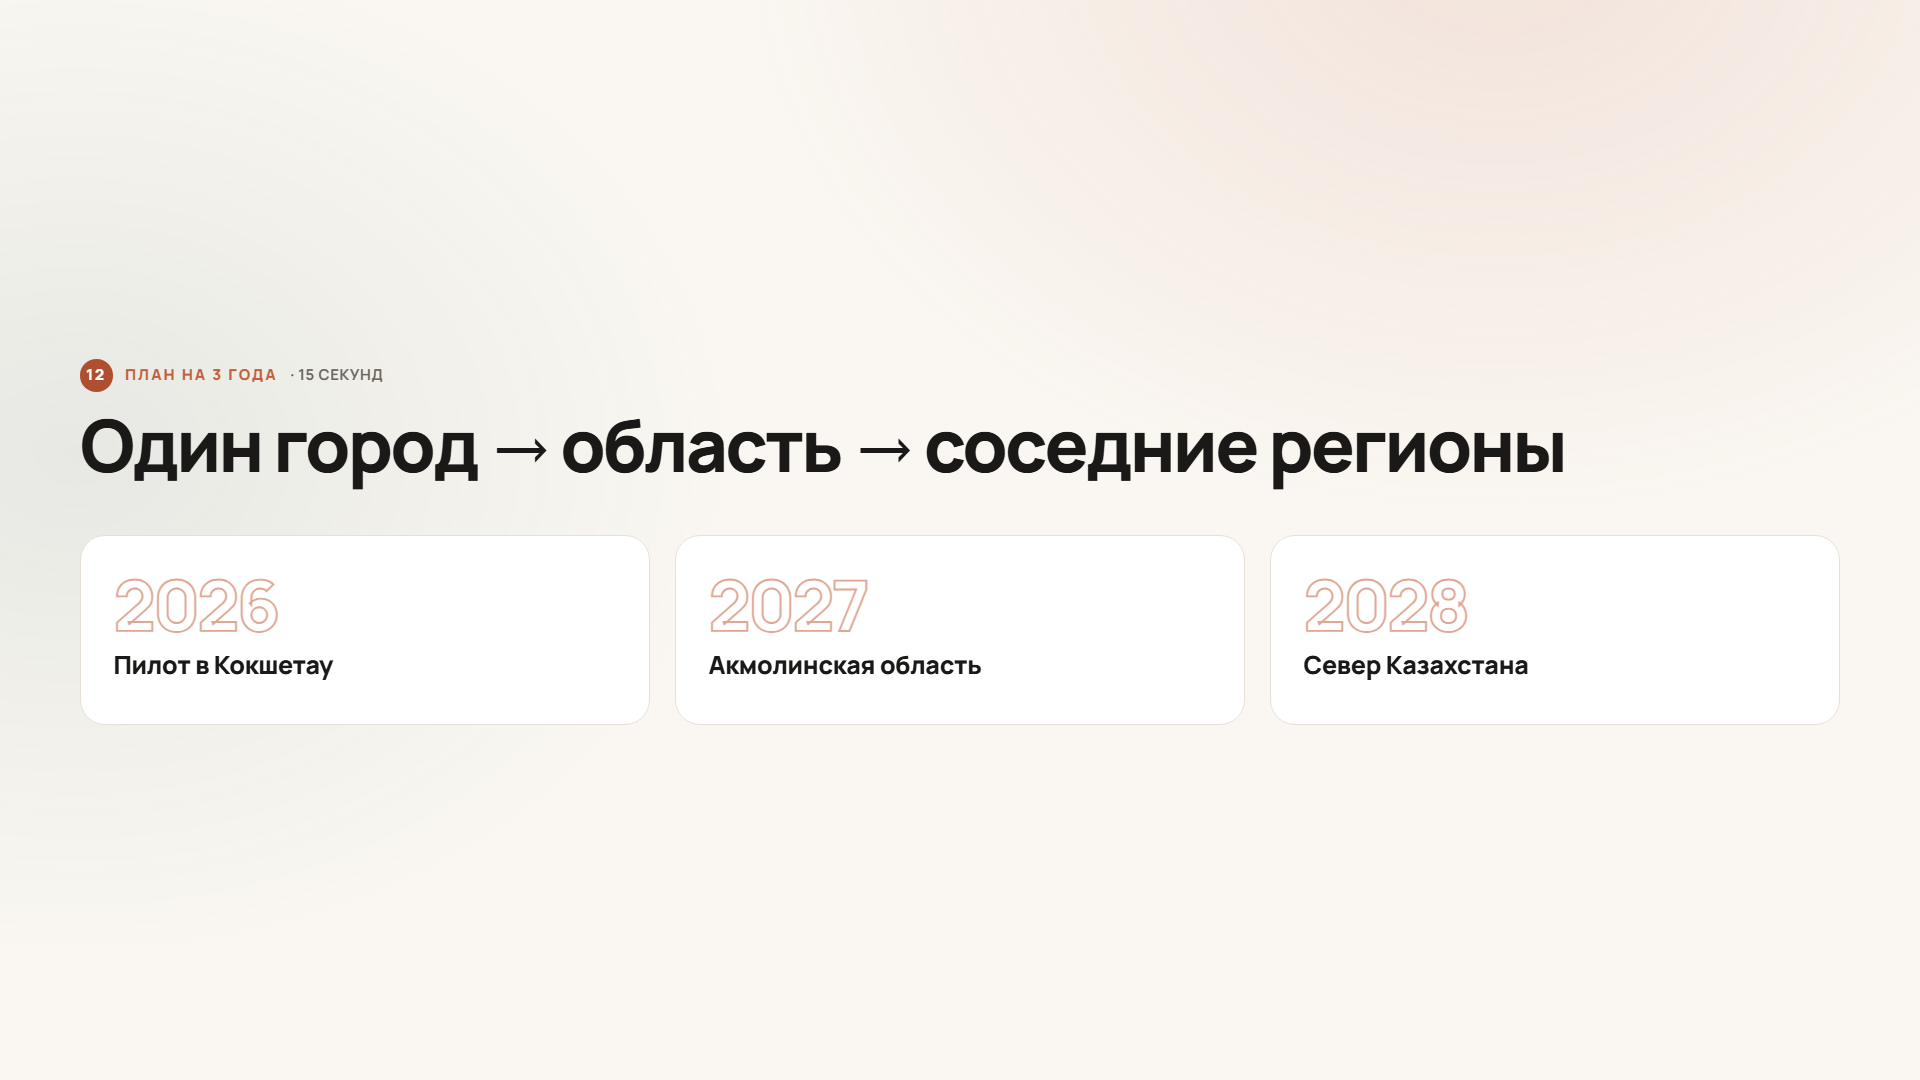 12 ПЛАН НА 3 ГОДА · 15 СЕКУНД
Один город → область → соседние регионы
2026
Пилот в Кокшетау
2027
Акмолинская область
2028
Север Казахстана